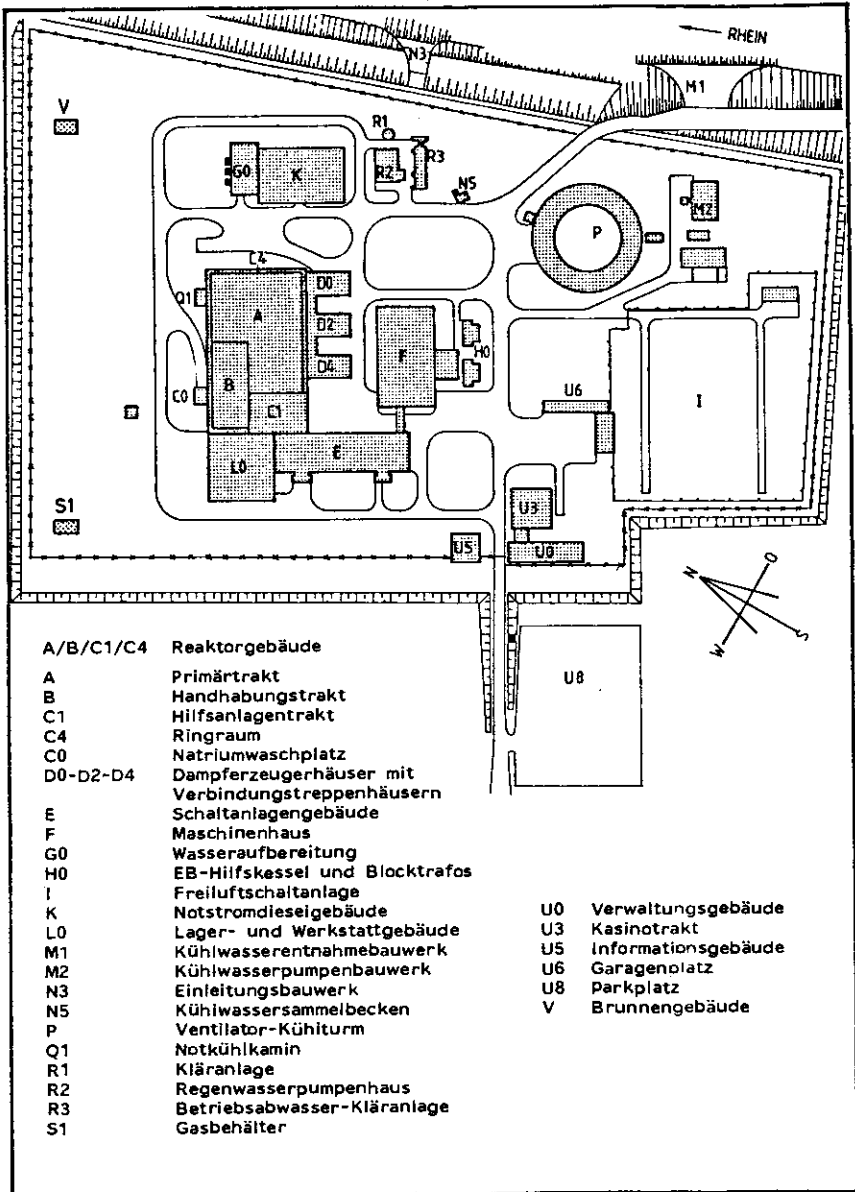 RHEIN
N3
M1
V
R1
R3
G0
K
R2
N5
M2
P
C4
Q1
D0
A
D2
F
H0
D4
B
C0
C1
U6
I
E
L0
S1
U3
U5
U0
N
O
W
S
U8
A/B/C1/C4 Reaktorgebäude
A Primärtrakt
B Handhabungstrakt
C1 Hilfsanlagentrakt
C4 Ringraum
C0 Natriumwaschplatz
D0-D2-D4 Dampferzeugerhäuser mit
Verbindungstreppenhäusern
E Schaltanlagengebäude
F Maschinenhaus
G0 Wasseraufbereitung
H0 EB-Hilfskessel und Blocktrafos
I Freiluftschaltanlage
K Notstromdieselgebäude
L0 Lager- und Werkstattgebäude
M1 Kühlwasserentnahmebauwerk
M2 Kühlwasserpumpenbauwerk
N3 Einleitungsbauwerk
N5 Kühlwassersammelbecken
P Ventilator-Kühlturm
Q1 Notkühlkamin
R1 Kläranlage
R2 Regenwasserpumpenhaus
R3 Betriebsabwasser-Kläranlage
S1 Gasbehälter
U0 Verwaltungsgebäude
U3 Kasinotrakt
U5 Informationsgebäude
U6 Garagenplatz
U8 Parkplatz
V Brunnengebäude